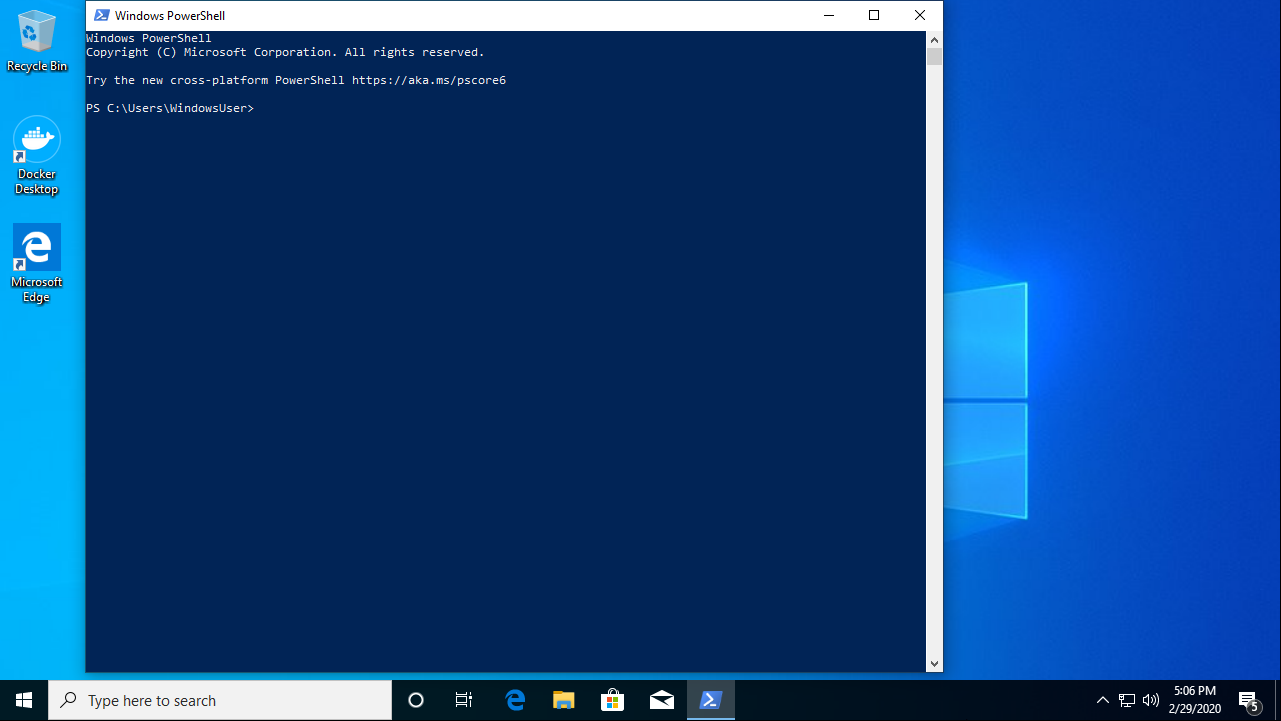 Recycle Bin
Docker
Desktop
Microsoft
Edge
Windows PowerShell
Windows PowerShell
Copyright (C) Microsoft Corporation. All rights reserved.
Try the new cross-platform PowerShell https://aka.ms/pscore6
PS C:\Users\WindowsUser>
Type here to search
5:06 PM
2/29/2020
5